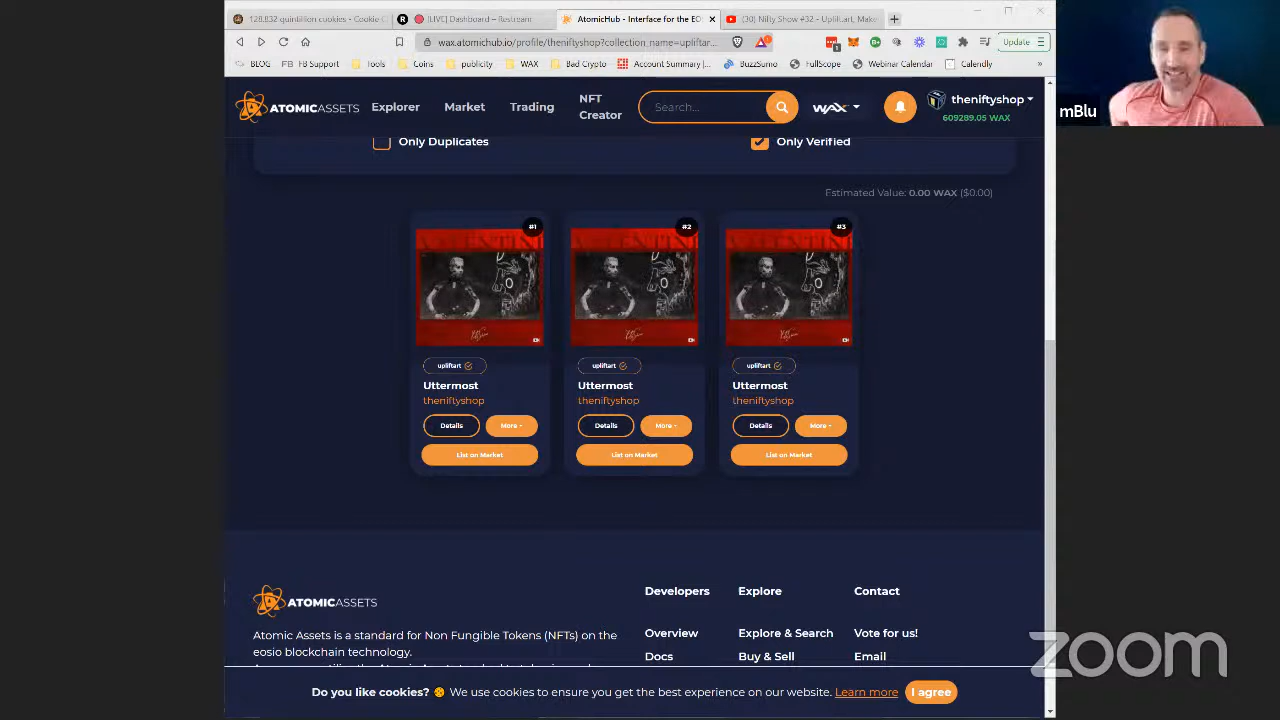 128.832 quindillion cookies - Cookie C
[LIVE] Dashboard - Restream
AtomicHub - Interface for the EO
(30) Nifty Show #32 - Uplift.art, Make
wax.atomichub.io/profile/theniftyshop?collection_name=upliftar...
Update
BLOG
FB Support
Tools
Coins
publicity
WAX
Bad Crypto
Account Summary |...
BuzzSumo
FullScope
Webinar Calendar
Calendly
»
ATOMICASSETS
Explorer
Market
Trading
NFT
Creator
Search...
WAX
theniftyshop
609289.05 WAX
mBlu
Only Duplicates
Only Verified
Estimated Value: 0.00 WAX ($0.00)
#1
#2
#3
upliftart
upliftart
upliftart
Uttermost
Uttermost
Uttermost
theniftyshop
theniftyshop
theniftyshop
Details
More
Details
More
Details
More
List on Market
List on Market
List on Market
ATOMICASSETS
Atomic Assets is a standard for Non Fungible Tokens (NFTs) on the
eosio blockchain technology.
Developers
Overview
Docs
Explore
Explore & Search
Buy & Sell
Contact
Vote for us!
Email
zoom
Do you like cookies? We use cookies to ensure you get the best experience on our website. Learn more
I agree